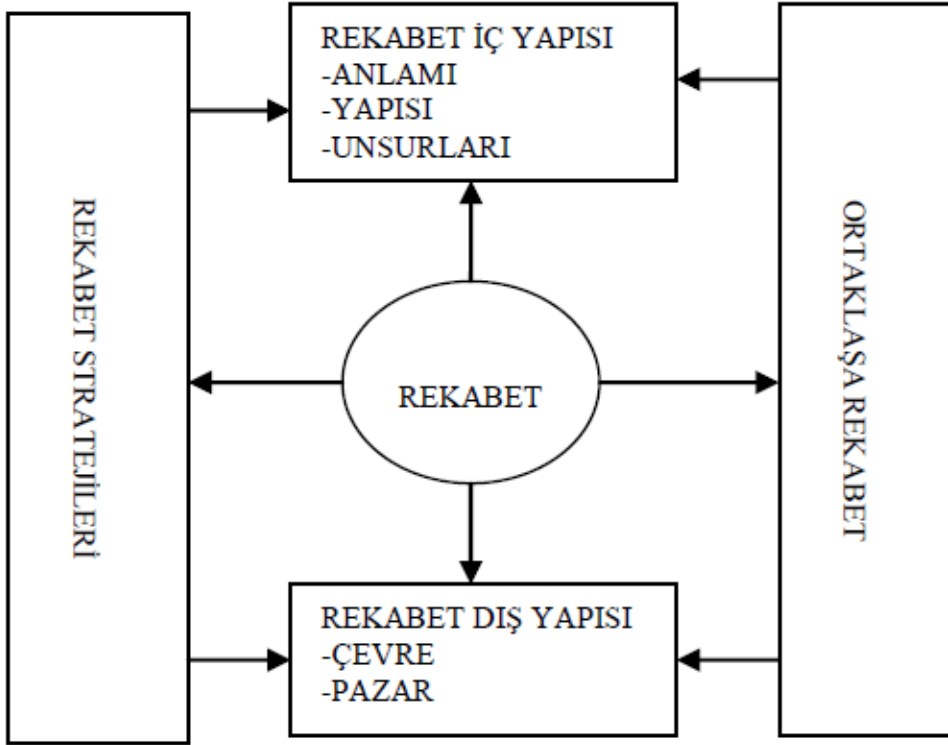 REKABET İÇ YAPISI
-ANLAMI
-YAPISI
-UNSURLARI
REKABET STRATEJİLERİ
REKABET
ORTAKLAŞA REKABET
REKABET DIŞ YAPISI
-ÇEVRE
-PAZAR